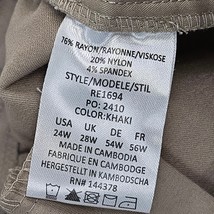 76% RAYON/RAYONNE/VISKOSE
20% NYLON
4% SPANDEX
STYLE/MODELE/STIL
RE1694
PO: 2410
COLOR:KHAKI
USA UK DE FR
24W 28W 54W 56W
MADE IN CAMBODIA
FABRIQUE EN CAMBODGE
HERGESTELLT IN KAMBODSCHA
RN# 144378